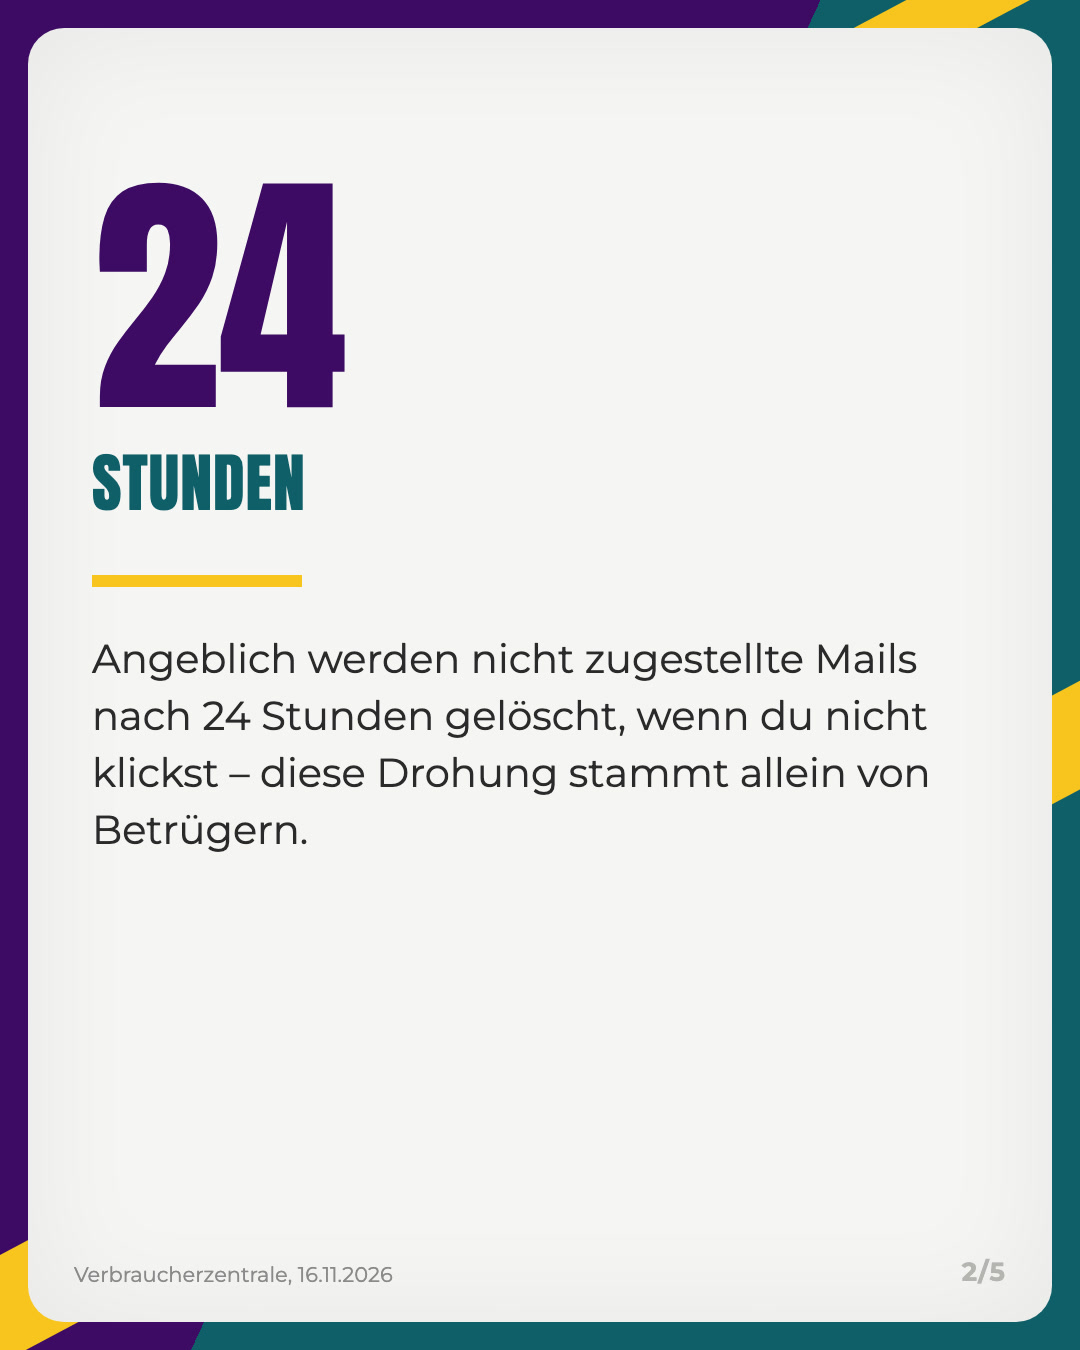 24
STUNDEN
Angeblich werden nicht zugestellte Mails
nach 24 Stunden gelöscht, wenn du nicht
klickst – diese Drohung stammt allein von
Betrügern.
Verbraucherzentrale, 16.11.2026
2/5